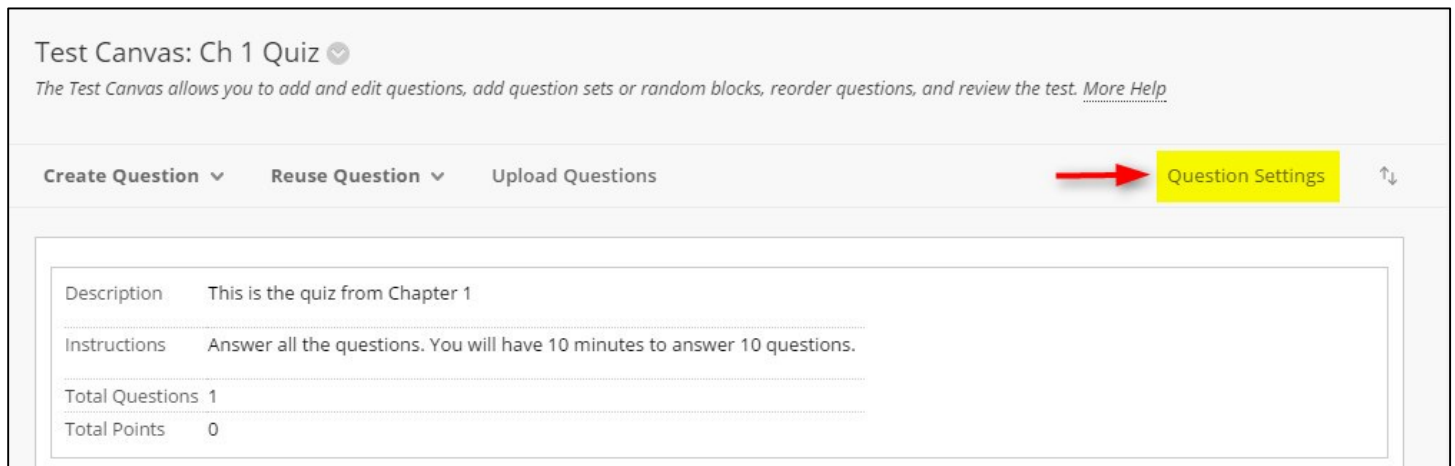 Test Canvas: Ch 1 Quiz
The Test Canvas allows you to add and edit questions, add question sets or random blocks, reorder questions, and review the test. More Help
Create Question Reuse Question Upload Questions Question Settings
Description This is the quiz from Chapter 1
Instructions Answer all the questions. You will have 10 minutes to answer 10 questions.
Total Questions 1
Total Points 0